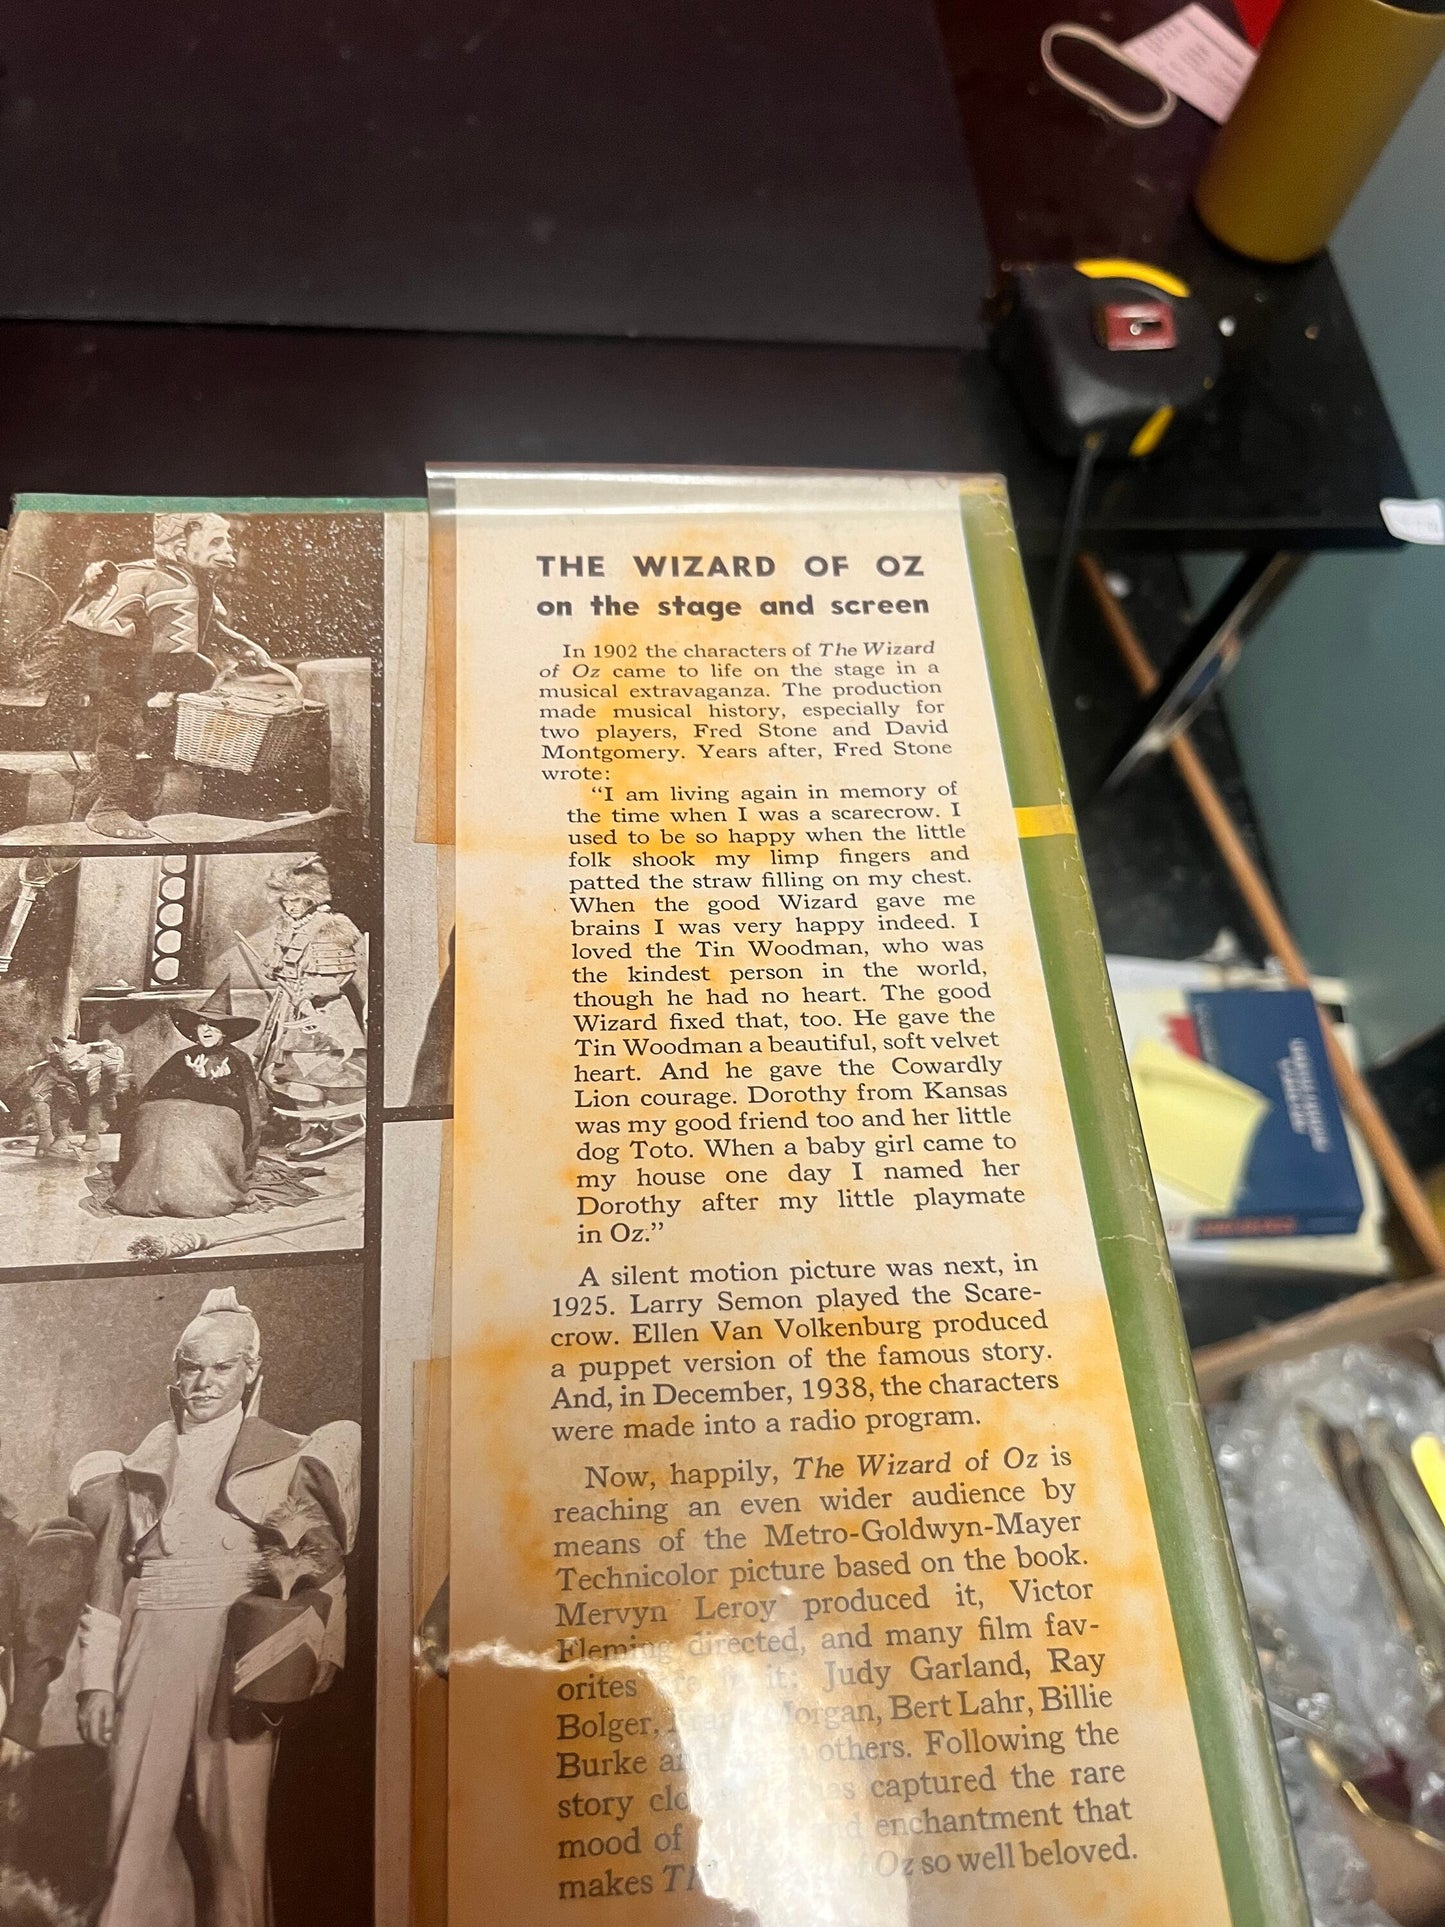 THE WIZARD OF OZ
on the stage and screen
In 1902 the characters of The Wizard
of Oz came to life on the stage in a
musical extravaganza. The production
made musical history, especially for
two players, Fred Stone and David
Montgomery. Years after, Fred Stone
wrote:
“I am living again in memory of
the time when I was a scarecrow. I
used to be so happy when the little
folk shook my limp fingers and
patted the straw filling on my chest.
When the good Wizard gave me
brains I was very happy indeed. I
loved the Tin Woodman, who was
the kindest person in the world,
though he had no heart. The good
Wizard fixed that, too. He gave the
Tin Woodman a beautiful, soft velvet
heart. And he gave the Cowardly
Lion courage. Dorothy from Kansas
was my good friend too and her little
dog Toto. When a baby girl came to
my house one day I named her
Dorothy after my little playmate
in Oz.”
A silent motion picture was next, in
1925. Larry Semon played the Scare-
crow. Ellen Van Volkenburg produced
a puppet version of the famous story.
And, in December, 1938, the characters
were made into a radio program.
Now, happily, The Wizard of Oz is
reaching an even wider audience by
means of the Metro-Goldwyn-Mayer
Technicolor picture based on the book.
Mervyn Leroy produced it, Victor
Fleming directed, and many film fav-
orites it: Judy Garland, Ray
Bolger, Morgan, Bert Lahr, Billie
Burke others. Following the
story captured the rare
mood of enchantment that
makes Oz so well beloved.